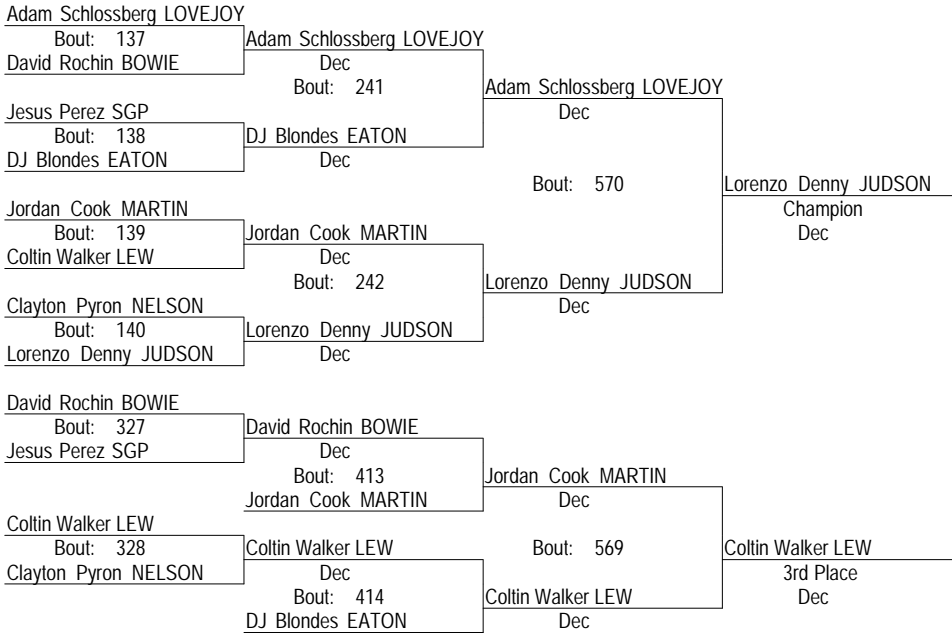 Adam Schlossberg LOVEJOY
Bout: 137
Adam Schlossberg LOVEJOY
David Rochin BOWIE
Dec
Bout: 241
Adam Schlossberg LOVEJOY
Jesus Perez SGP
Dec
Bout: 138
DJ Blondes EATON
DJ Blondes EATON
Dec
Bout: 570
Lorenzo Denny JUDSON
Jordan Cook MARTIN
Champion
Bout: 139
Jordan Cook MARTIN
Dec
Coltin Walker LEW
Dec
Bout: 242
Lorenzo Denny JUDSON
Clayton Pyron NELSON
Dec
Bout: 140
Lorenzo Denny JUDSON
Lorenzo Denny JUDSON
Dec
David Rochin BOWIE
Bout: 327
David Rochin BOWIE
Jesus Perez SGP
Dec
Bout: 413
Jordan Cook MARTIN
Jordan Cook MARTIN
Dec
Coltin Walker LEW
Bout: 328
Coltin Walker LEW
Bout: 569
Coltin Walker LEW
Clayton Pyron NELSON
Dec
3rd Place
Bout: 414
Coltin Walker LEW
Dec
DJ Blondes EATON
Dec